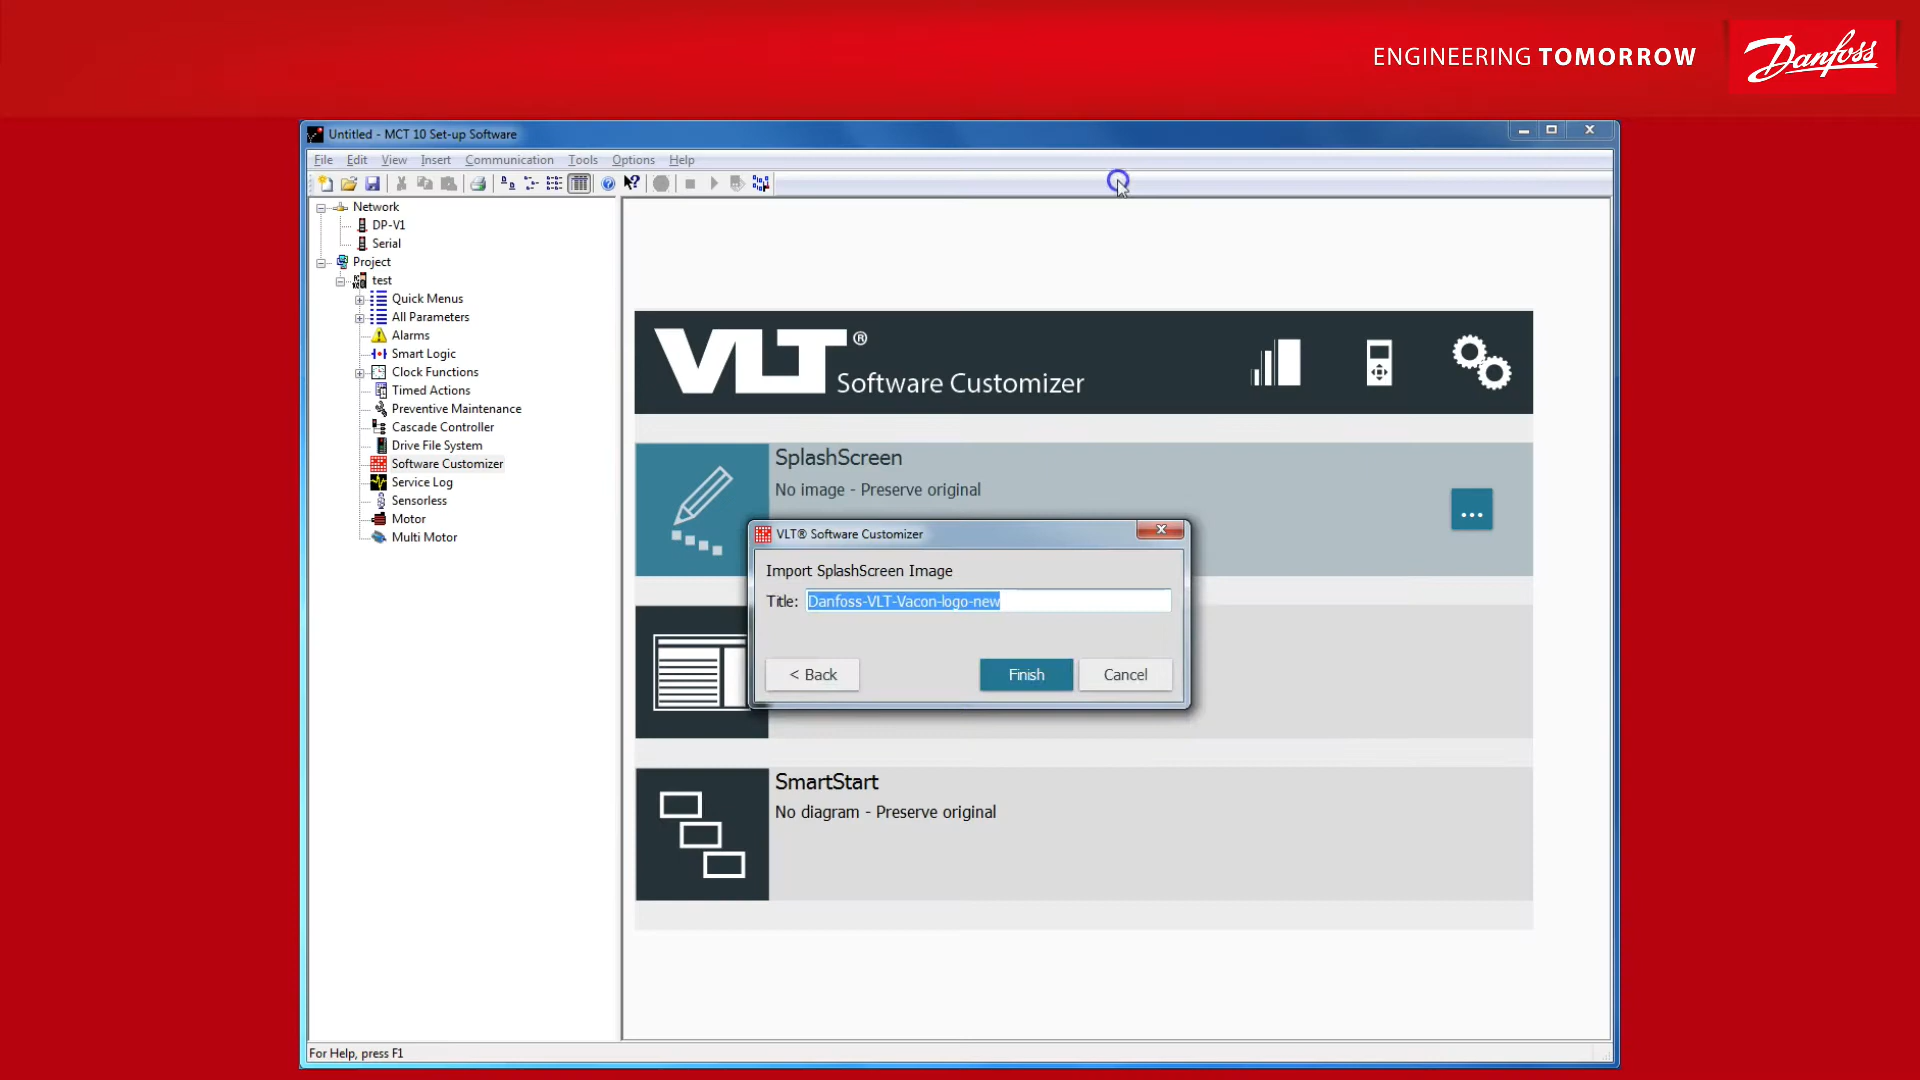 ENGINEERING TOMORROW
Danfoss
Untitled - MCT 10 Set-up Software
File Edit View Insert Communication Tools Options Help
Network
DP-V1
Serial
Project
test
Quick Menus
All Parameters
Alarms
Smart Logic
Clock Functions
Timed Actions
Preventive Maintenance
Cascade Controller
Drive File System
Software Customizer
Service Log
Sensorless
Motor
Multi Motor
VLT® Software Customizer
SplashScreen
No image - Preserve original
...
VLT® Software Customizer
Import SplashScreen Image
Title: Danfoss-VLT-Vacon-logo-new
< Back Finish Cancel
SmartStart
No diagram - Preserve original
For Help, press F1